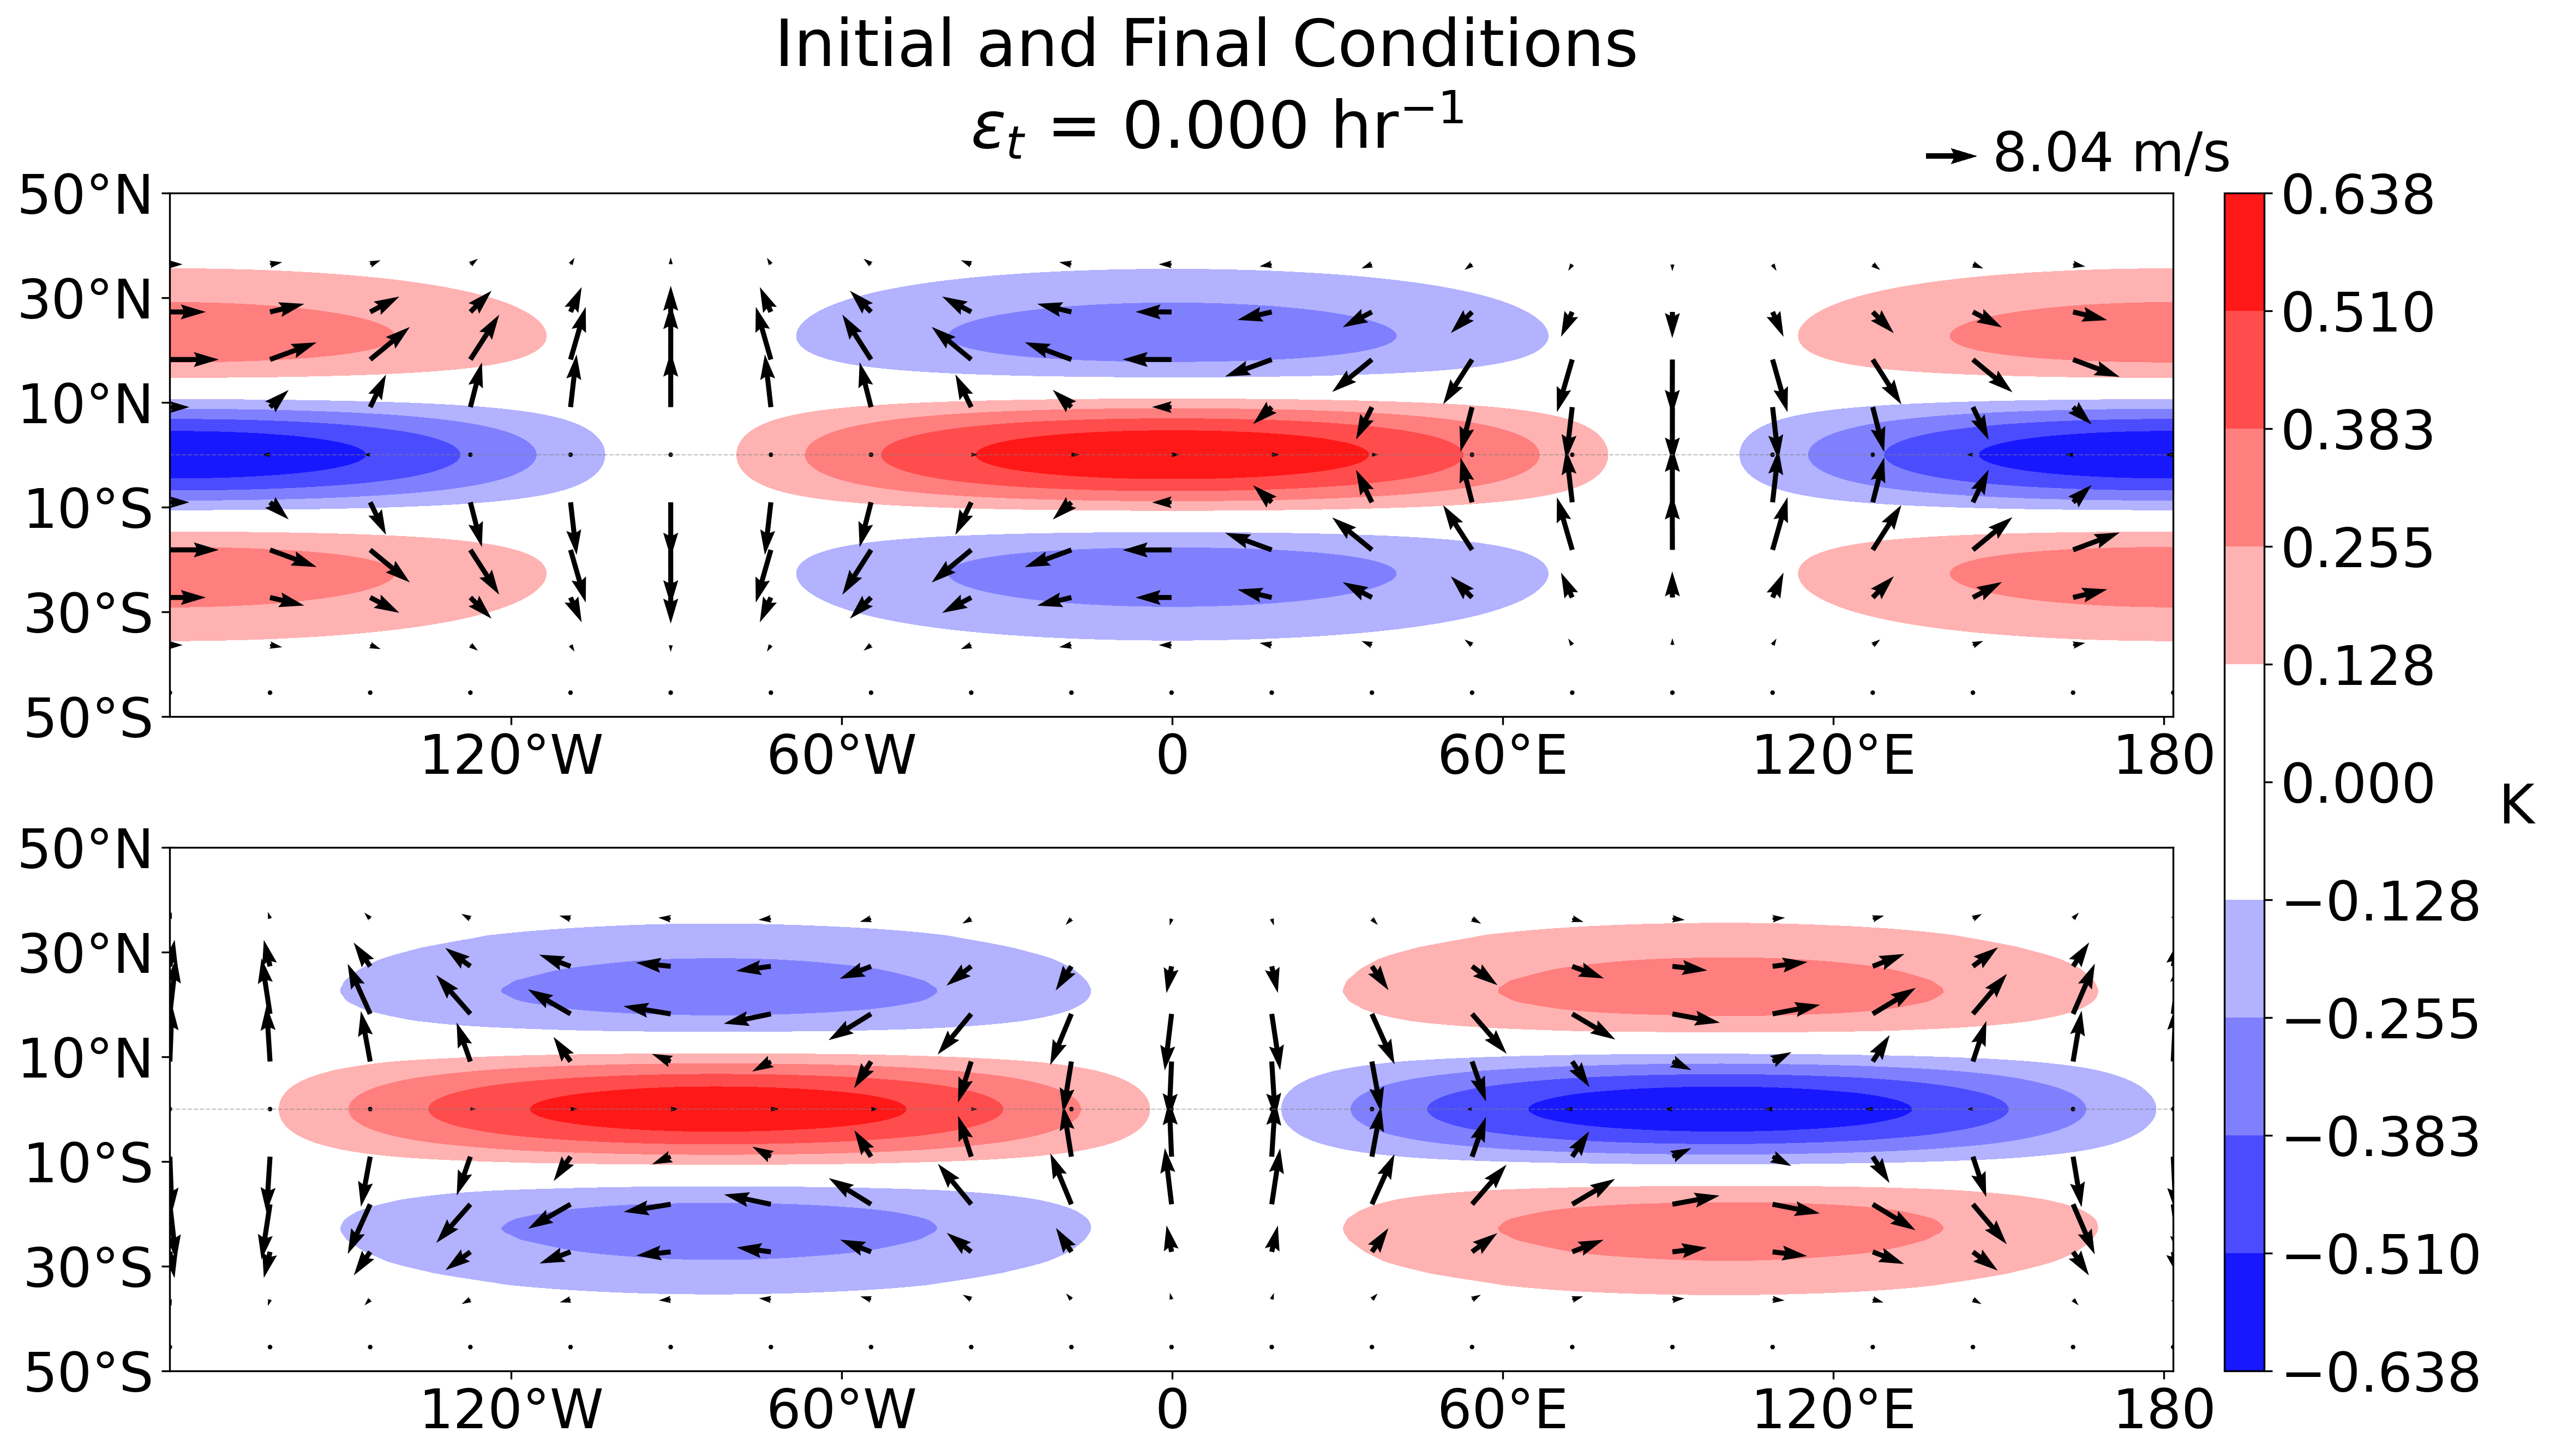 Initial and Final Conditions
εt = 0.000 hr−1
8.04 m/s
50°N
30°N
10°N
10°S
30°S
50°S
120°W 60°W 0 60°E 120°E 180
50°N
30°N
10°N
10°S
30°S
50°S
120°W 60°W 0 60°E 120°E 180
0.638
0.510
0.383
0.255
0.128
0.000
−0.128
−0.255
−0.383
−0.510
−0.638
K